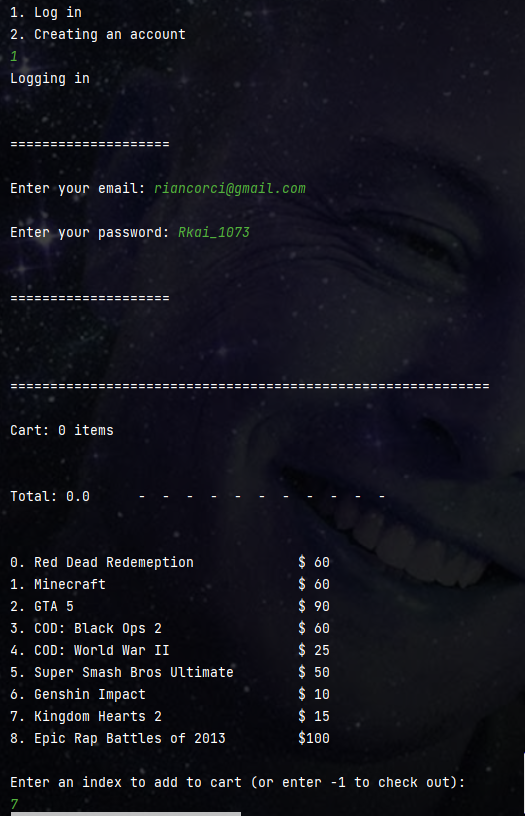 1. Log in
2. Creating an account
1
Logging in
====================
Enter your email: riancorci@gmail.com
Enter your password: Rkai_1073
====================
============================================================
Cart: 0 items
Total: 0.0      -  -  -  -  -  -  -  -  -  -  -
0. Red Dead Redemeption             $ 60
1. Minecraft                        $ 60
2. GTA 5                            $ 90
3. COD: Black Ops 2                 $ 60
4. COD: World War II                $ 25
5. Super Smash Bros Ultimate        $ 50
6. Genshin Impact                   $ 10
7. Kingdom Hearts 2                 $ 15
8. Epic Rap Battles of 2013         $100
Enter an index to add to cart (or enter -1 to check out):
7